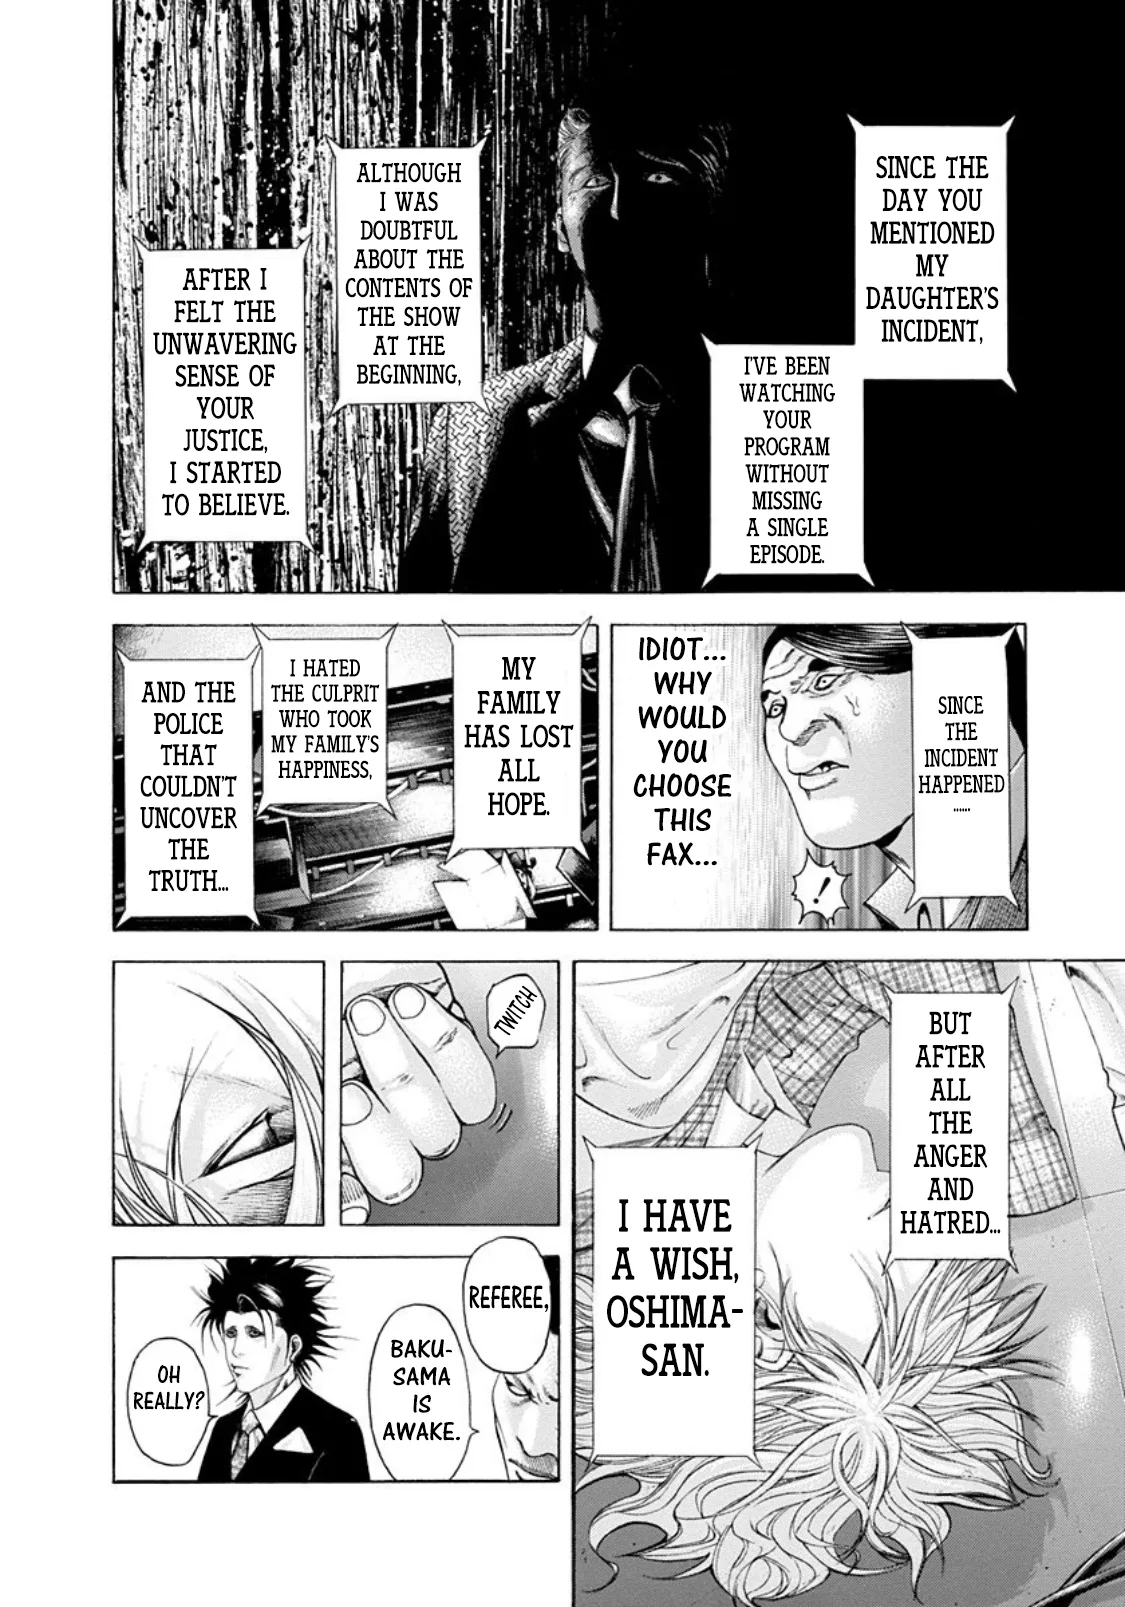 SINCE THE
DAY YOU
MENTIONED
MY
DAUGHTER'S
INCIDENT,
I'VE BEEN
WATCHING
YOUR
PROGRAM
WITHOUT
MISSING
A SINGLE
EPISODE.
ALTHOUGH
I WAS
DOUBTFUL
ABOUT THE
CONTENTS OF
THE SHOW
AT THE
BEGINNING,
AFTER I
FELT THE
UNWAVERING
SENSE OF
YOUR
JUSTICE,
I STARTED
TO BELIEVE.
SINCE
THE
INCIDENT
HAPPENED
......
!
IDIOT...
WHY
WOULD
YOU
CHOOSE
THIS
FAX...
MY
FAMILY
HAS LOST
ALL
HOPE.
I HATED
THE CULPRIT
WHO TOOK
MY FAMILY'S
HAPPINESS,
AND THE
POLICE
THAT
COULDN'T
UNCOVER
THE
TRUTH...
BUT
AFTER
ALL
THE
ANGER
AND
HATRED...
I HAVE
A WISH,
OSHIMA-
SAN.
TWITCH
REFEREE,
BAKU-
SAMA
IS
AWAKE.
OH
REALLY?